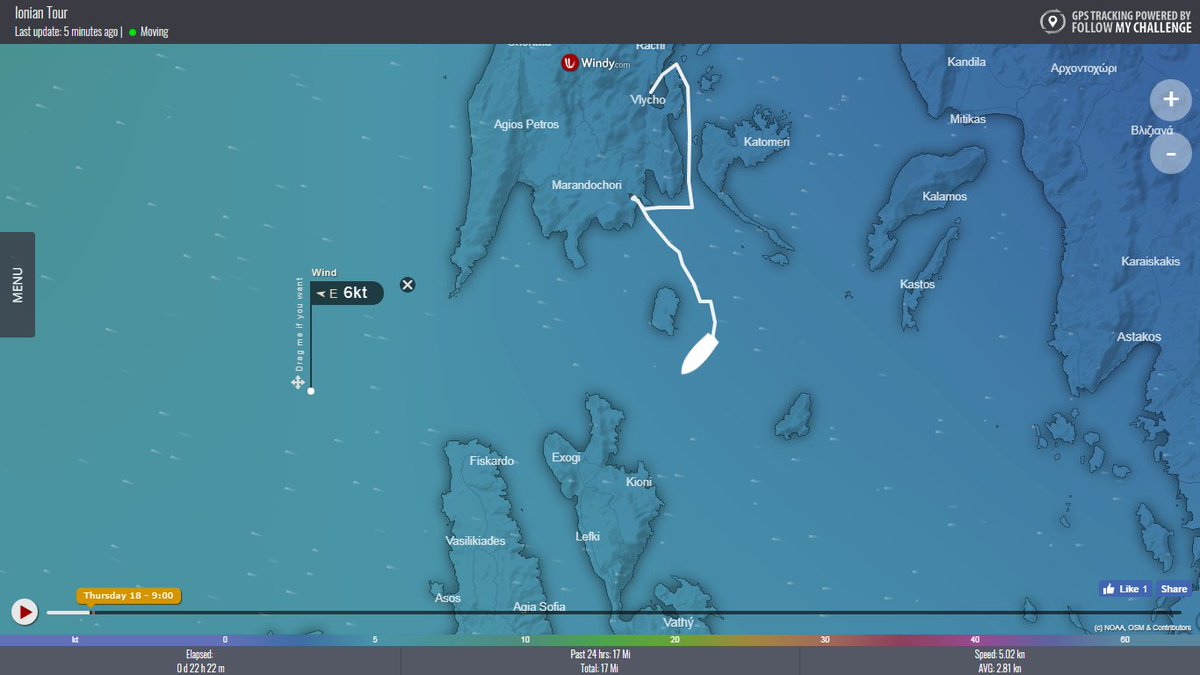 Ionian Tour
Last update: 5 minutes ago | Moving
GPS TRACKING POWERED BY
FOLLOW MY CHALLENGE
Rachi
Windy.com
Kandila
Αρχοντοχώρι
Vlycho
+
Agios Petros
Mitikas
Βλιζιανά
Katomeri
-
Marandochori
Kalamos
MENU
Karaiskakis
Wind
E 6kt
Drag me if you want
Kastos
Astakos
Fiskardo
Exogi
Kioni
Vasilikiades
Lefki
Asos
Agia Sofia
Vathý
Thursday 18 - 9:00
Like 1
Share
(c) NOAA, OSM & Contributors
kt 0 5 10 20 30 40 60
Elapsed:
0 d 22 h 22 m
Past 24 hrs: 17 Mi
Total: 17 Mi
Speed: 5.02 kn
AVG: 2.81 kn